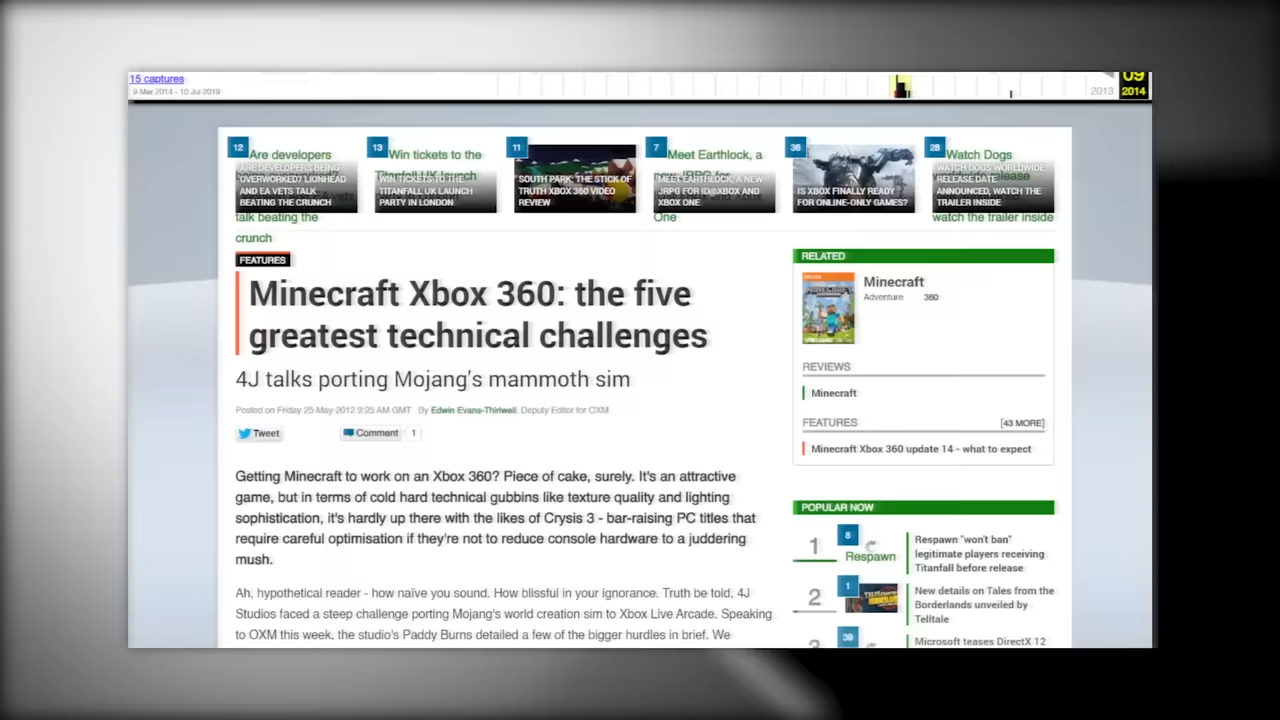 15 captures
9 Mar 2014 - 10 Jul 2019
2013
09
2014
12
Are developers
ARE DEVELOPERS BEING
OVERWORKED? LIONHEAD
AND EA VETS TALK
BEATING THE CRUNCH
talk beating the
crunch
13
Win tickets to the
WIN TICKETS TO THE
TITANFALL UK LAUNCH
PARTY IN LONDON
11
SOUTH PARK: THE STICK OF
TRUTH XBOX 360 VIDEO
REVIEW
7
Meet Earthlock, a
MEET EARTHLOCK, A NEW
JRPG FOR ID@XBOX AND
XBOX ONE
One
36
IS XBOX FINALLY READY
FOR ONLINE-ONLY GAMES?
28
Watch Dogs
WATCH DOGS WORLDWIDE
RELEASE DATE
ANNOUNCED, WATCH THE
TRAILER INSIDE
watch the trailer inside
FEATURES
Minecraft Xbox 360: the five
greatest technical challenges
4J talks porting Mojang's mammoth sim
Posted on Friday 25-May-2012 9:25 AM GMT By Edwin Evans-Thirlwell, Deputy Editor for OXM
Tweet
Comment 1
Getting Minecraft to work on an Xbox 360? Piece of cake, surely. It's an attractive
game, but in terms of cold hard technical gubbins like texture quality and lighting
sophistication, it's hardly up there with the likes of Crysis 3 - bar-raising PC titles that
require careful optimisation if they're not to reduce console hardware to a juddering
mush.
Ah, hypothetical reader - how naïve you sound. How blissful in your ignorance. Truth be told, 4J
Studios faced a steep challenge porting Mojang's world creation sim to Xbox Live Arcade. Speaking
to OXM this week, the studio's Paddy Burns detailed a few of the bigger hurdles in brief. We
RELATED
MINECRAFT
Minecraft
Adventure 360
REVIEWS
Minecraft
FEATURES [43 MORE]
Minecraft Xbox 360 update 14 - what to expect
POPULAR NOW
1
8
Respawn
Respawn "won't ban"
legitimate players receiving
Titanfall before release
2
1
New details on Tales from the
Borderlands unveiled by
Telltale
3
39
Microsoft teases DirectX 12